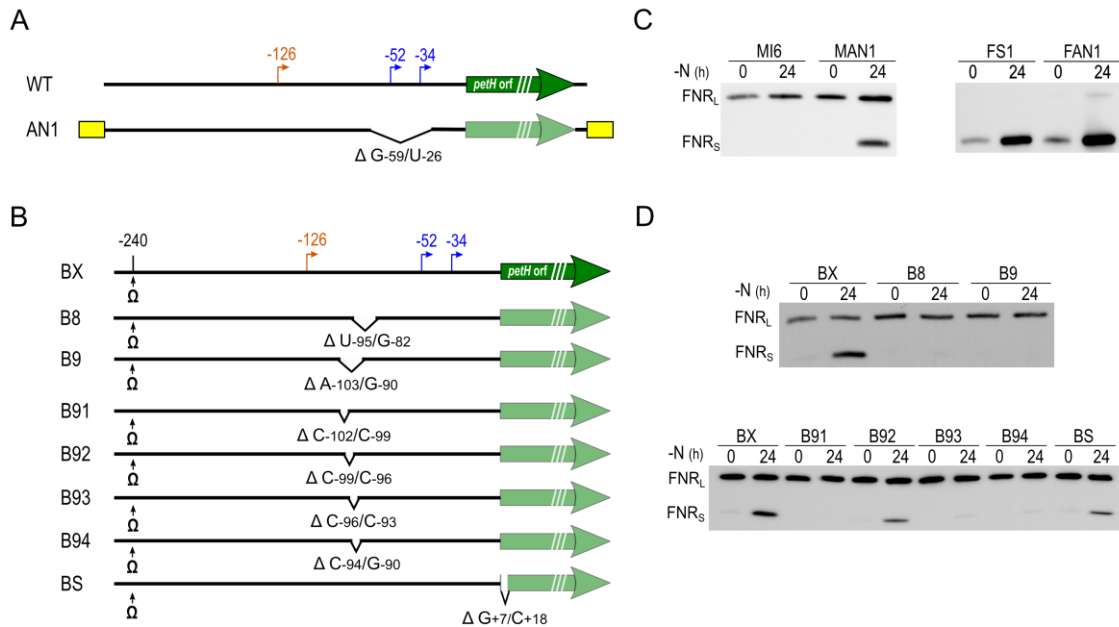 A
-126 -52 -34
WT petH orf
AN1
Δ G-59/U-26
B
-240 -126 -52 -34
BX petH orf
Ω
B8
Δ U-95/G-82
Ω
B9
Δ A-103/G-90
Ω
B91
Δ C-102/C-99
Ω
B92
Δ C-99/C-96
Ω
B93
Δ C-96/C-93
Ω
B94
Δ C-94/G-90
Ω
BS
Ω
Δ G+7/C+18
C
MI6 MAN1
-N (h) 0 24 0 24
FNRL
FNRS
FS1 FAN1
0 24 0 24
D
BX B8 B9
-N (h) 0 24 0 24 0 24
FNRL
FNRS
BX B91 B92 B93 B94 BS
-N (h) 0 24 0 24 0 24 0 24 0 24 0 24
FNRL
FNRS